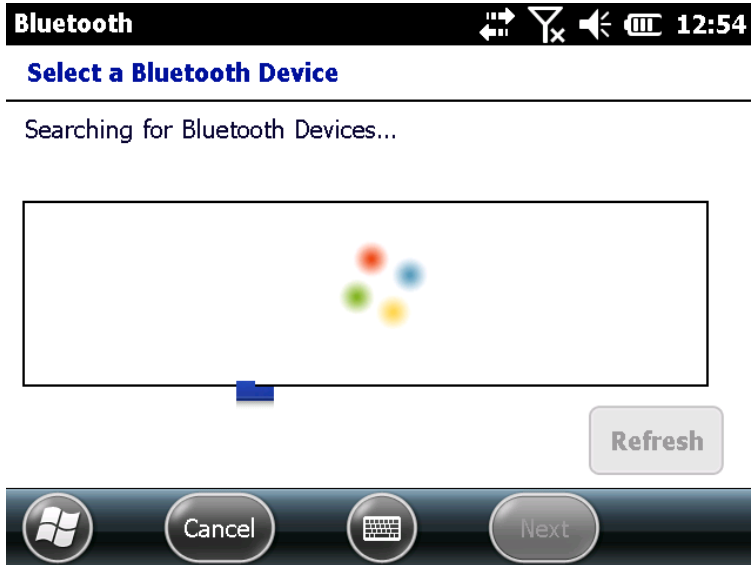 Bluetooth 12:54
Select a Bluetooth Device
Searching for Bluetooth Devices...
Refresh
Cancel Next